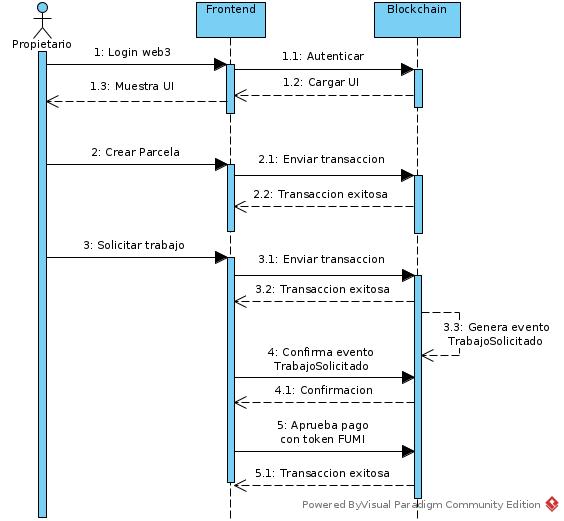 Propietario
Frontend
Blockchain
1: Login web3
1.1: Autenticar
1.2: Cargar UI
1.3: Muestra UI
2: Crear Parcela
2.1: Enviar transaccion
2.2: Transaccion exitosa
3: Solicitar trabajo
3.1: Enviar transaccion
3.2: Transaccion exitosa
3.3: Genera evento
TrabajoSolicitado
4: Confirma evento
TrabajoSolicitado
4.1: Confirmacion
5: Aprueba pago
con token FUMI
5.1: Transaccion exitosa
Powered ByVisual Paradigm Community Edition